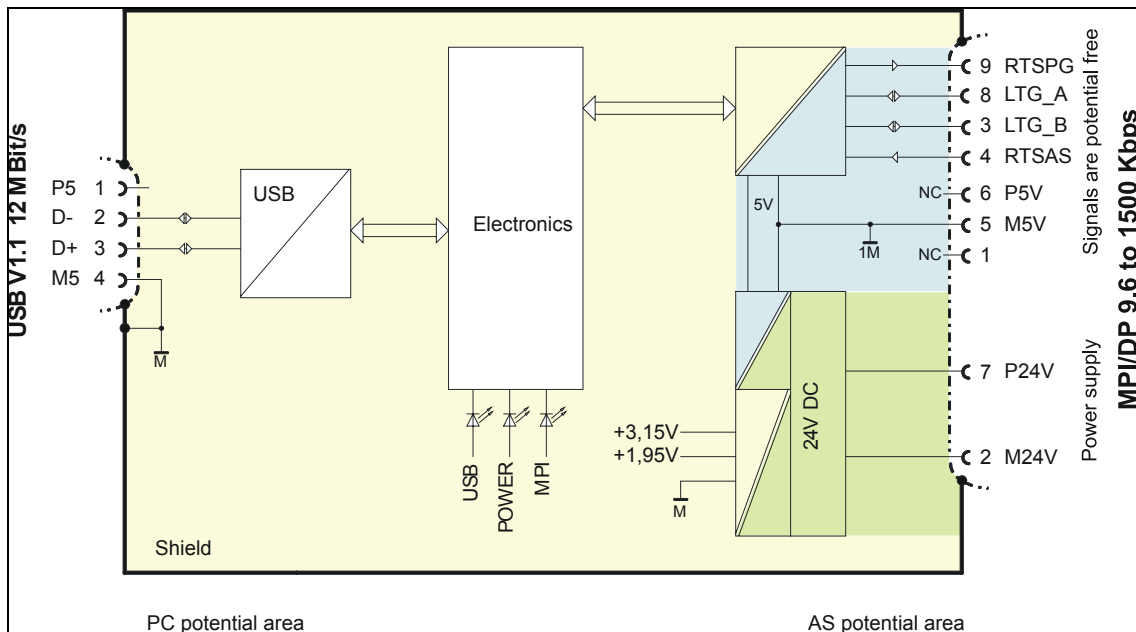 USB V1.1 12 M Bit/s
P5 1
D- 2
D+ 3
M5 4
M
USB
Electronics
USB
POWER
MPI
+3,15V
+1,95V
M
5V
1M
24V DC
9 RTSPG
8 LTG_A
3 LTG_B
4 RTSAS
NC 6 P5V
5 M5V
NC 1
7 P24V
2 M24V
Signals are potential free
Power supply
MPI/DP 9.6 to 1500 Kbps
Shield
PC potential area
AS potential area